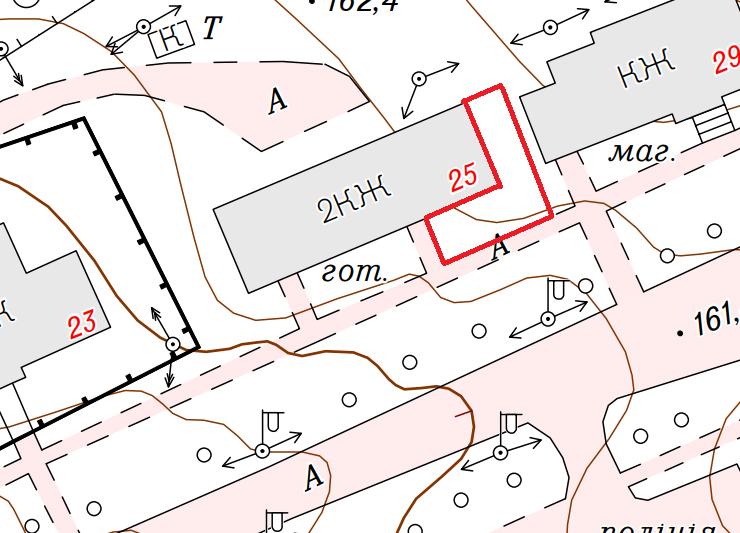 162,4
Т
К
КЖ
29
А
маг.
25
2КЖ
А
гот.
23
161,
А
поліція